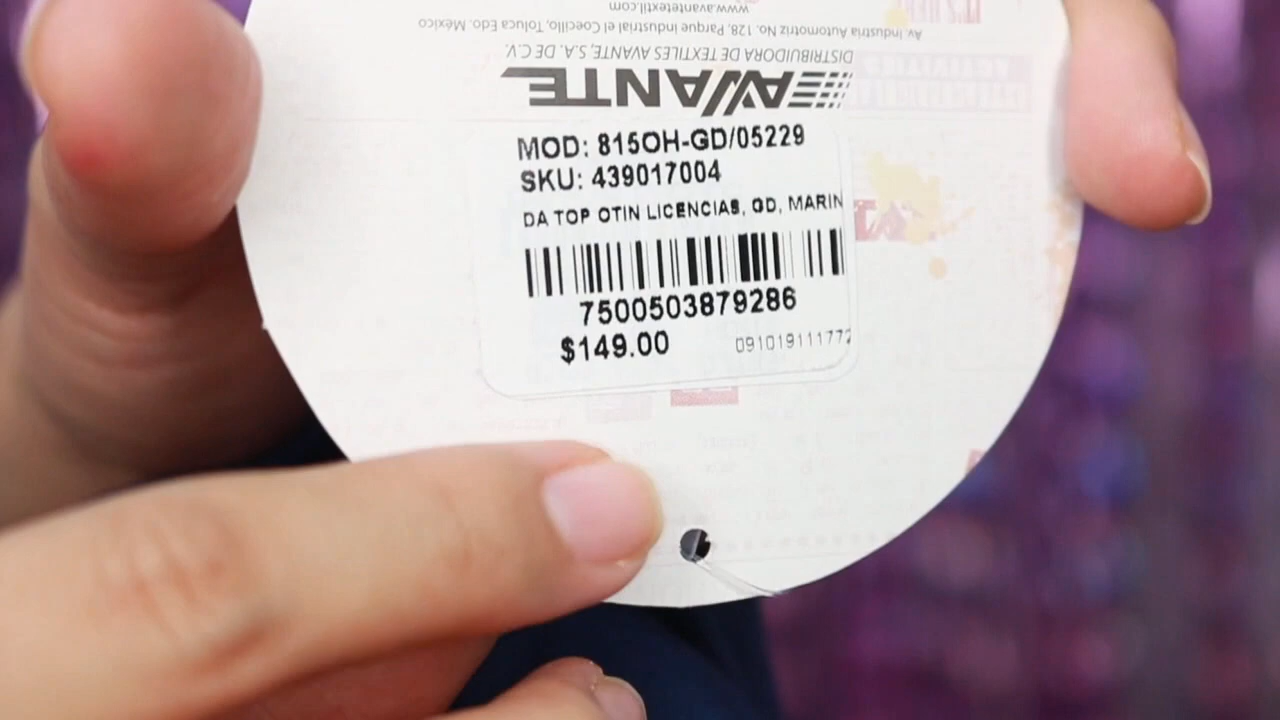 MOD: 815OH-GD/05229
SKU: 439017004
DA TOP OTIN LICENCIAS, GD, MARIN
7500503879286
$149.00
091019111772
AVANTE
DISTRIBUIDORA DE TEXTILES AVANTE, S.A. DE C.V.
Av. Industria Automotriz No. 128, Parque Industrial el Coecillo, Toluca Edo. México
www.avantetextil.com